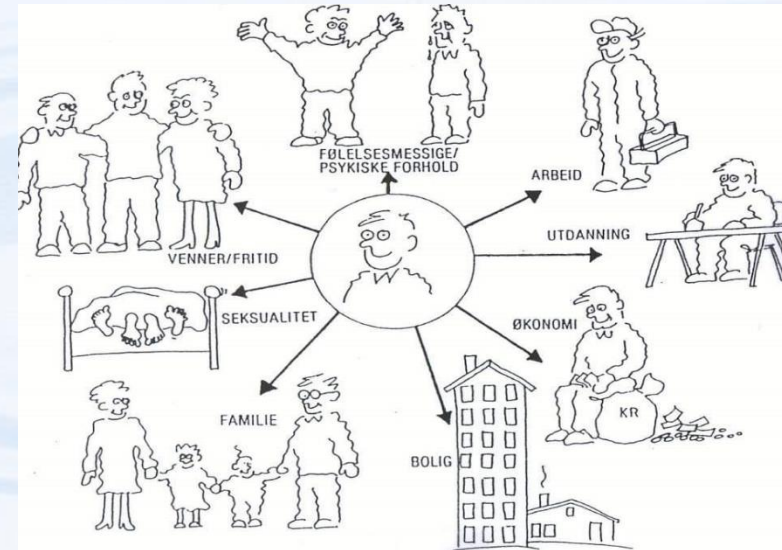 FØLELSESMESSIGE/
PSYKISKE FORHOLD
ARBEID
UTDANNING
VENNER/FRITID
SEKSUALITET
ØKONOMI
KR
FAMILIE
BOLIG